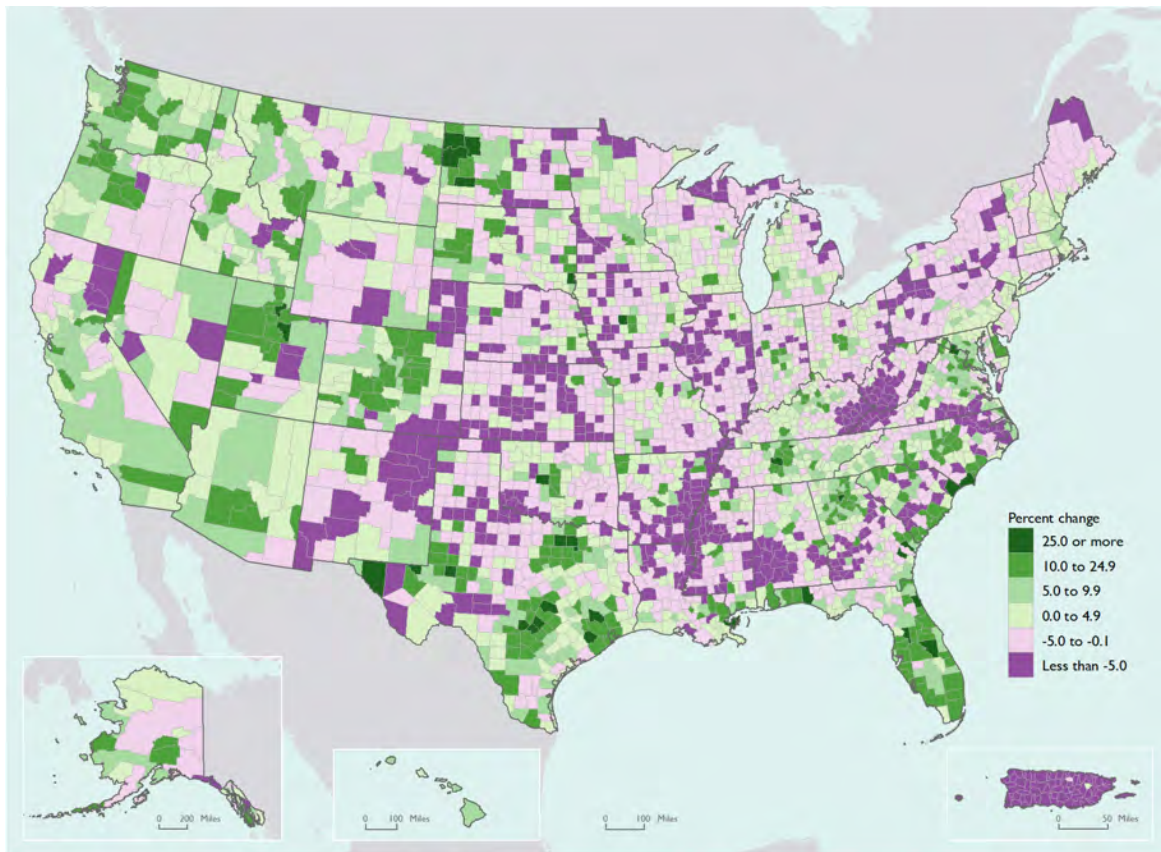 Percent change
25.0 or more
10.0 to 24.9
5.0 to 9.9
0.0 to 4.9
-5.0 to -0.1
Less than -5.0
0 200 Miles
0 100 Miles
0 100 Miles
0 50 Miles